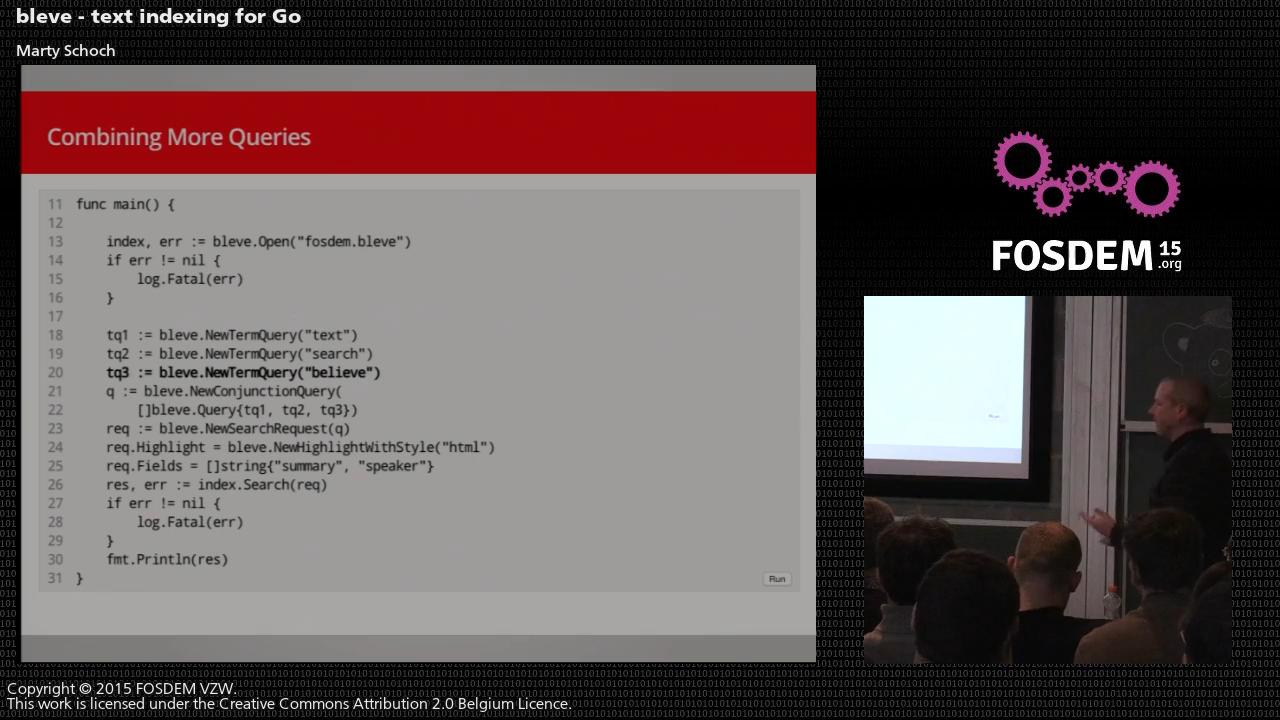 bleve - text indexing for Go
Marty Schoch
Combining More Queries
11 func main() {
12
13 index, err := bleve.Open("fosdem.bleve")
14 if err != nil {
15 log.Fatal(err)
16 }
17
18 tq1 := bleve.NewTermQuery("text")
19 tq2 := bleve.NewTermQuery("search")
20 tq3 := bleve.NewTermQuery("believe")
21 q := bleve.NewConjunctionQuery(
22 []bleve.Query{tq1, tq2, tq3})
23 req := bleve.NewSearchRequest(q)
24 req.Highlight = bleve.NewHighlightWithStyle("html")
25 req.Fields = []string{"summary", "speaker"}
26 res, err := index.Search(req)
27 if err != nil {
28 log.Fatal(err)
29 }
30 fmt.Println(res)
31 }
Run
FOSDEM 15 .org
Run
Copyright © 2015 FOSDEM VZW.
This work is licensed under the Creative Commons Attribution 2.0 Belgium Licence.